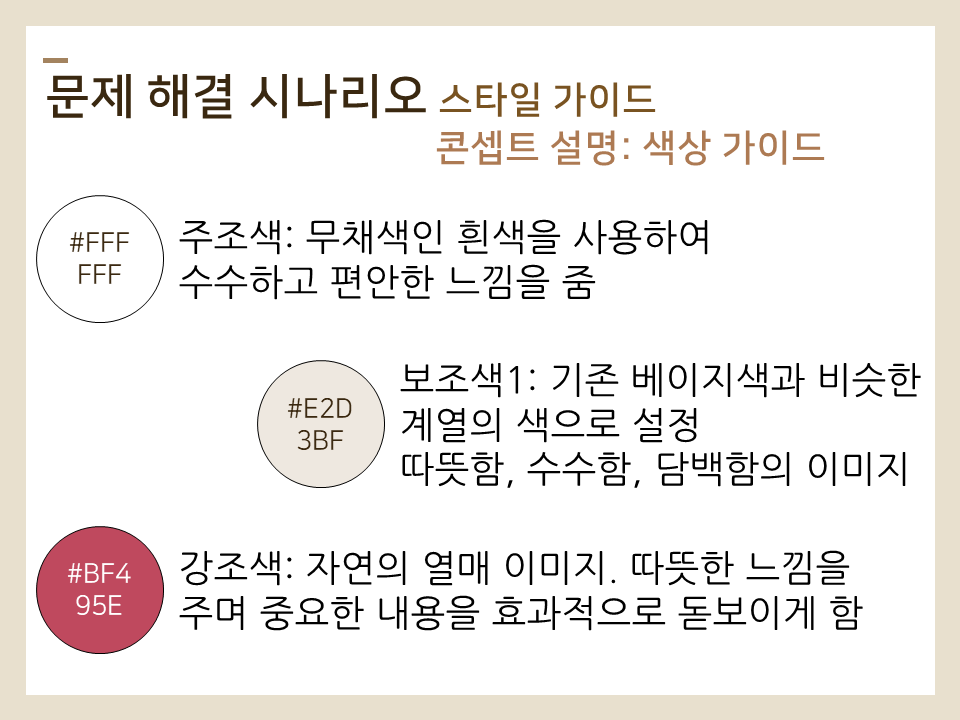 문제 해결 시나리오 스타일 가이드
콘셉트 설명: 색상 가이드
#FFF
FFF
주조색: 무채색인 흰색을 사용하여
수수하고 편안한 느낌을 줌
#E2D
3BF
보조색1: 기존 베이지색과 비슷한
계열의 색으로 설정
따뜻함, 수수함, 담백함의 이미지
#BF4
95E
강조색: 자연의 열매 이미지. 따뜻한 느낌을
주며 중요한 내용을 효과적으로 돋보이게 함